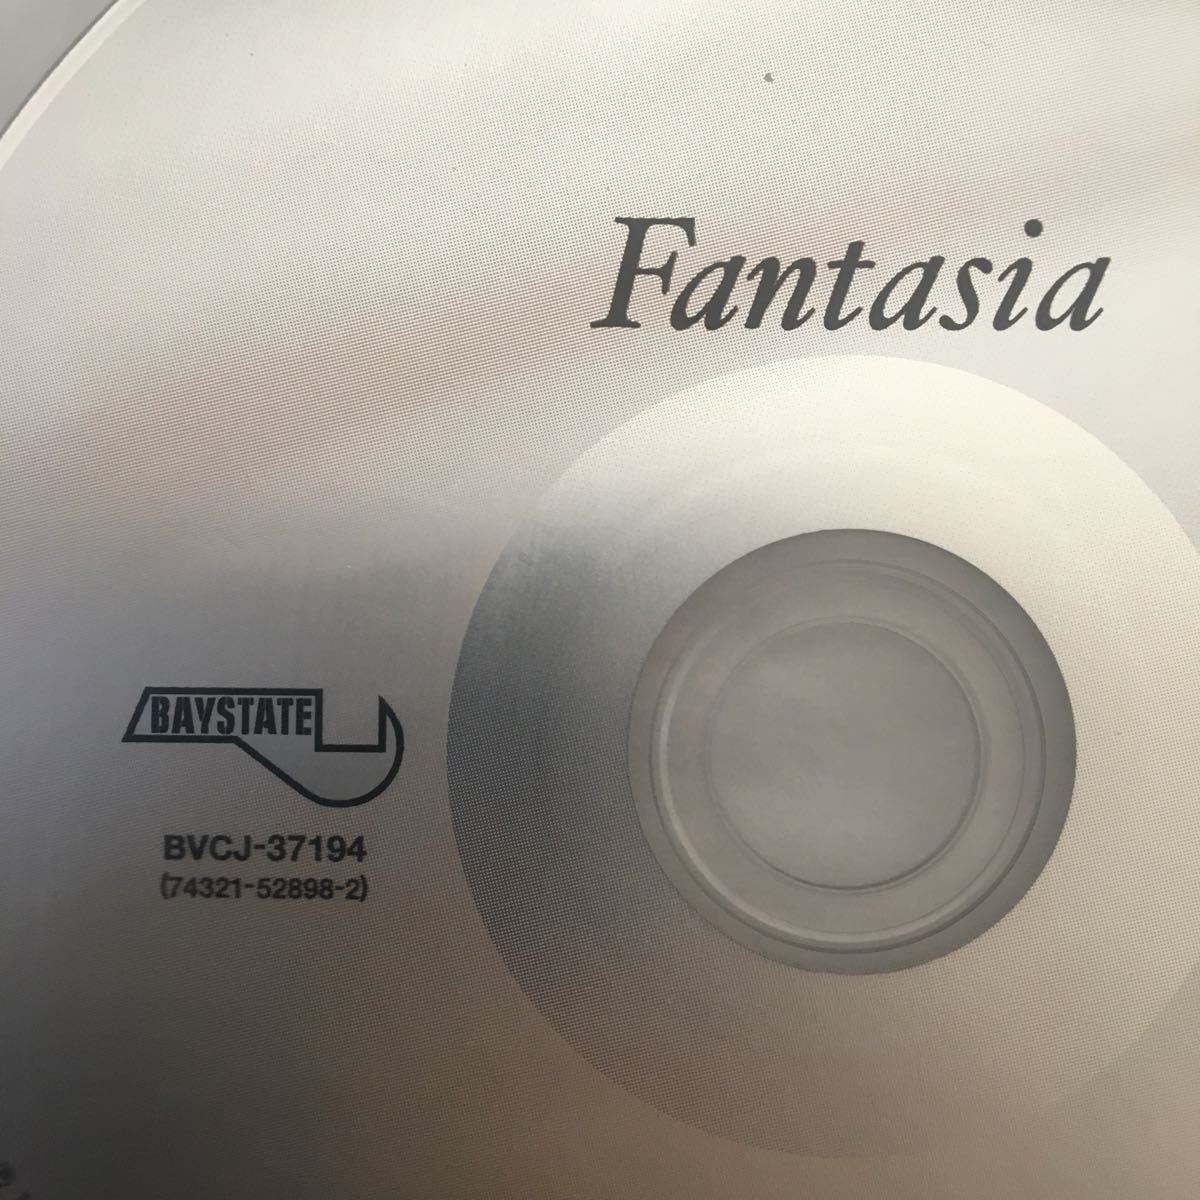 Fantasia
BAYSTATE
BVCJ-37194
(74321-52898-2)